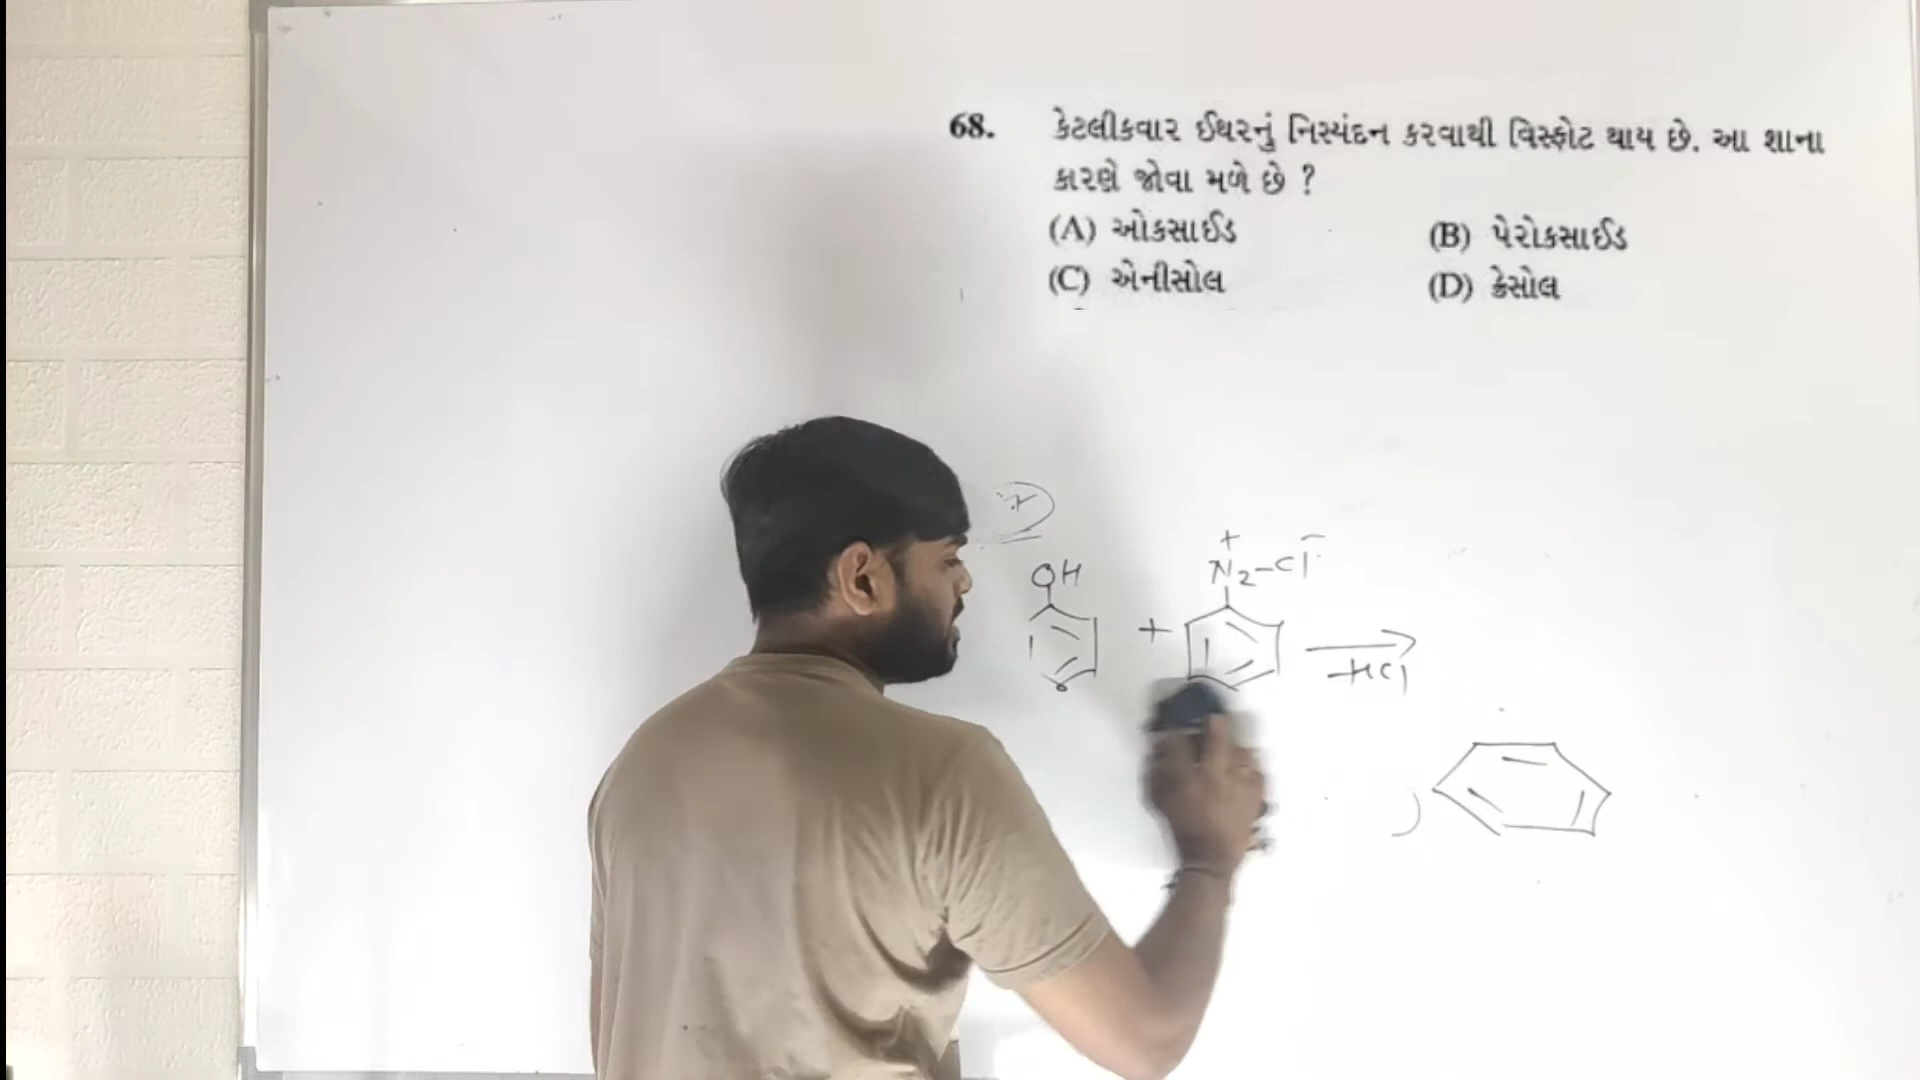 68. કેટલીકવાર ઈથરનું નિસ્યંદન કરવાથી વિસ્ફોટ થાય છે. આ શાના
કારણે જોવા મળે છે ?
(A) ઓકસાઈડ (B) પેરોકસાઈડ
(C) એનીસોલ (D) ક્રેસોલ
+
N2-Cl‾
OH
+
-HCl